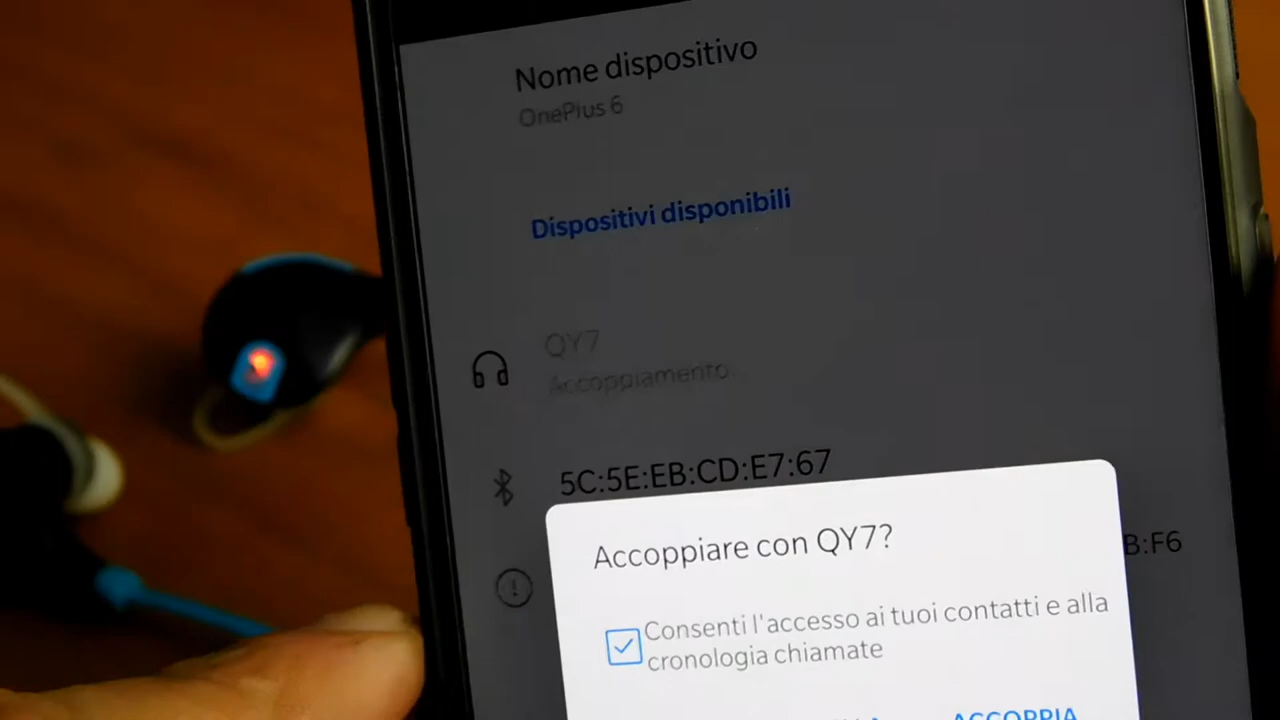 Nome dispositivo
OnePlus 6
Dispositivi disponibili
QY7
Accoppiamento..
5C:5E:EB:CD:E7:67
B:F6
Accoppiare con QY7?
Consenti l'accesso ai tuoi contatti e alla
cronologia chiamate
ACCOPPIA